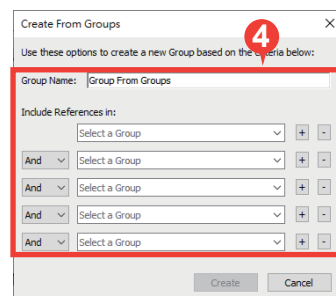 Create From Groups ×
Use these options to create a new Group based on the criteria below:
4
Group Name: Group From Groups
Include References in:
Select a Group + -
And Select a Group + -
And Select a Group + -
And Select a Group + -
And Select a Group + -
Create Cancel